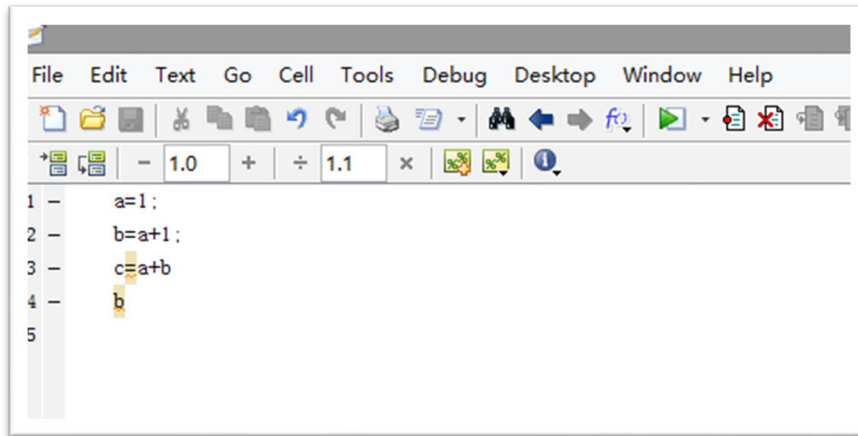 File Edit Text Go Cell Tools Debug Desktop Window Help
− 1.0 + ÷ 1.1 ×
1 − a=1;
2 − b=a+1;
3 − c=a+b
4 − b
5